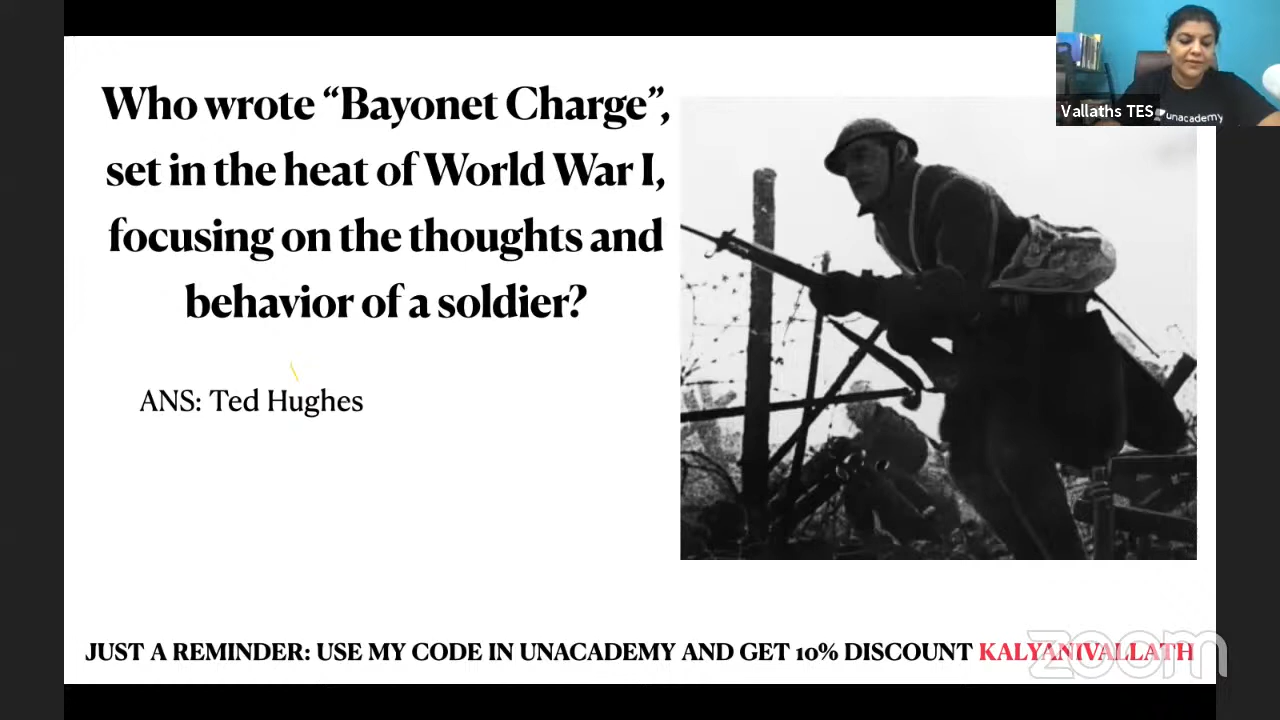 Who wrote “Bayonet Charge”,
set in the heat of World War I,
focusing on the thoughts and
behavior of a soldier?
ANS: Ted Hughes
JUST A REMINDER: USE MY CODE IN UNACADEMY AND GET 10% DISCOUNT KALYANIVALLATH
zoom
Vallaths TES
unacademy